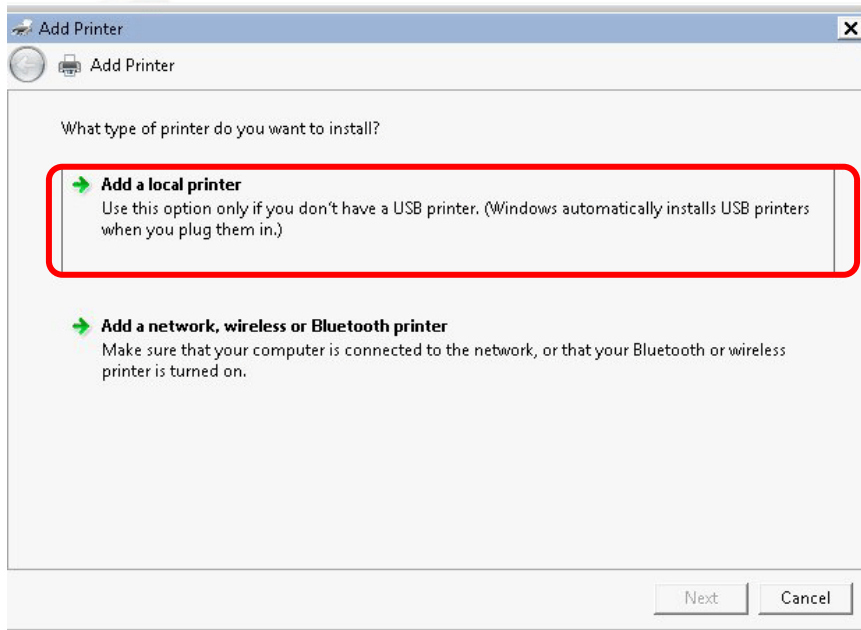 Add Printer
Add Printer
What type of printer do you want to install?
Add a local printer
Use this option only if you don't have a USB printer. (Windows automatically installs USB printers
when you plug them in.)
Add a network, wireless or Bluetooth printer
Make sure that your computer is connected to the network, or that your Bluetooth or wireless
printer is turned on.
Next Cancel